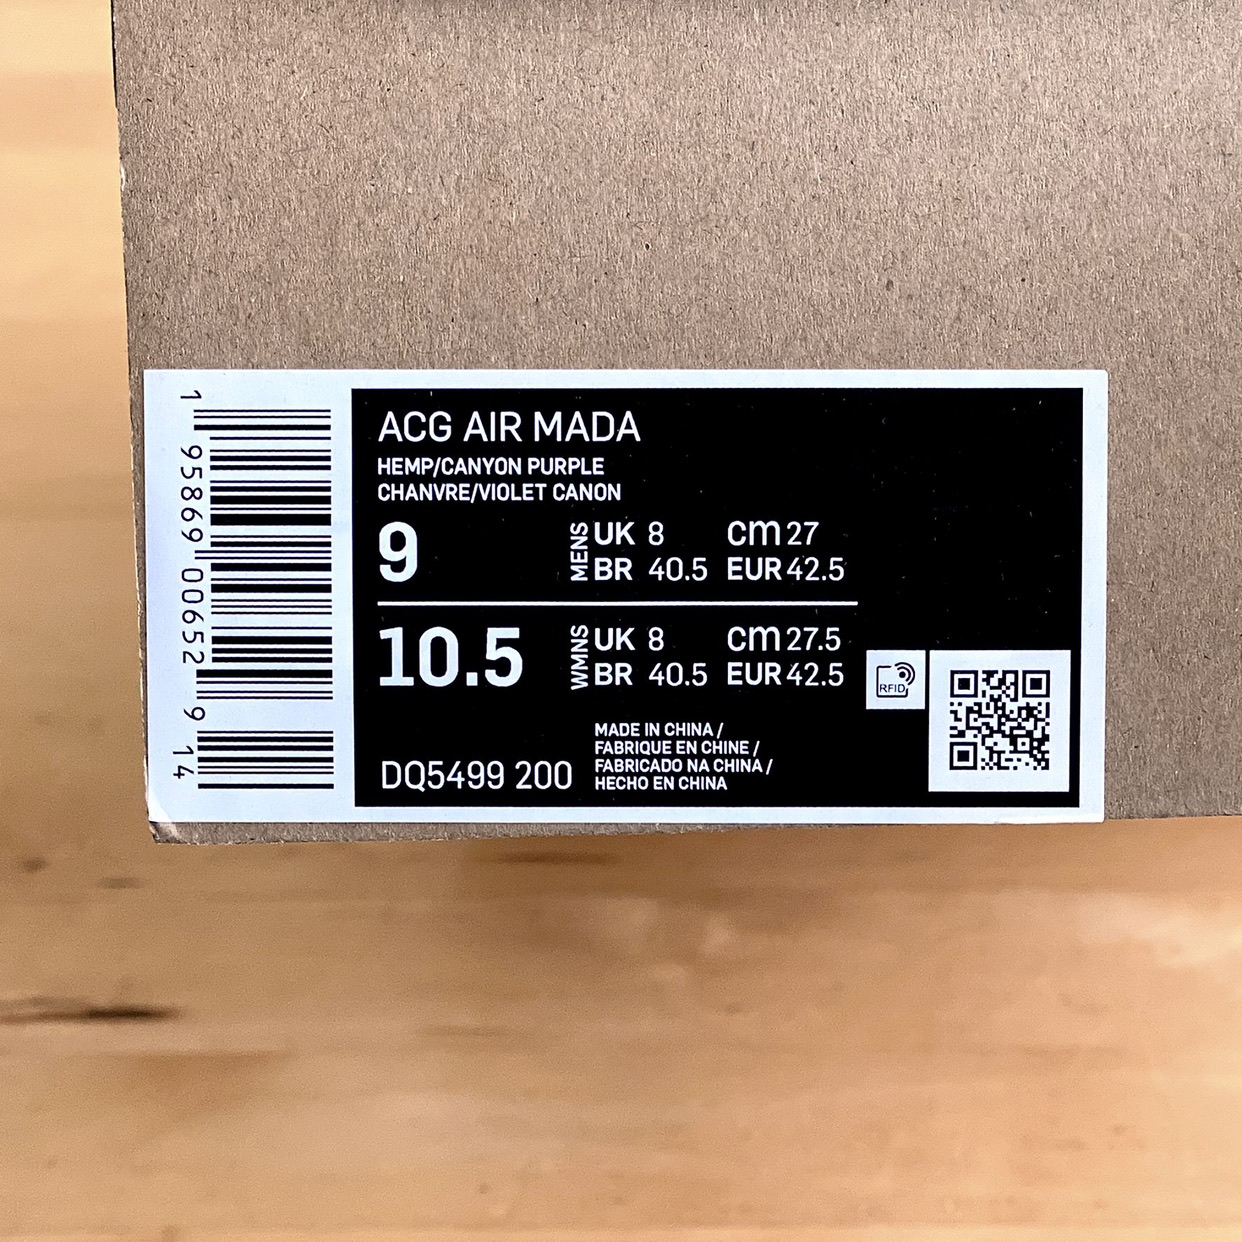 1 95869 00652 9 14
ACG AIR MADA
HEMP/CANYON PURPLE
CHANVRE/VIOLET CANON
9
MENS
UK 8 CM 27
BR 40.5 EUR 42.5
10.5
WMNS
UK 8 CM 27.5
BR 40.5 EUR 42.5
RFID
DQ5499 200
MADE IN CHINA /
FABRIQUE EN CHINE /
FABRICADO NA CHINA /
HECHO EN CHINA